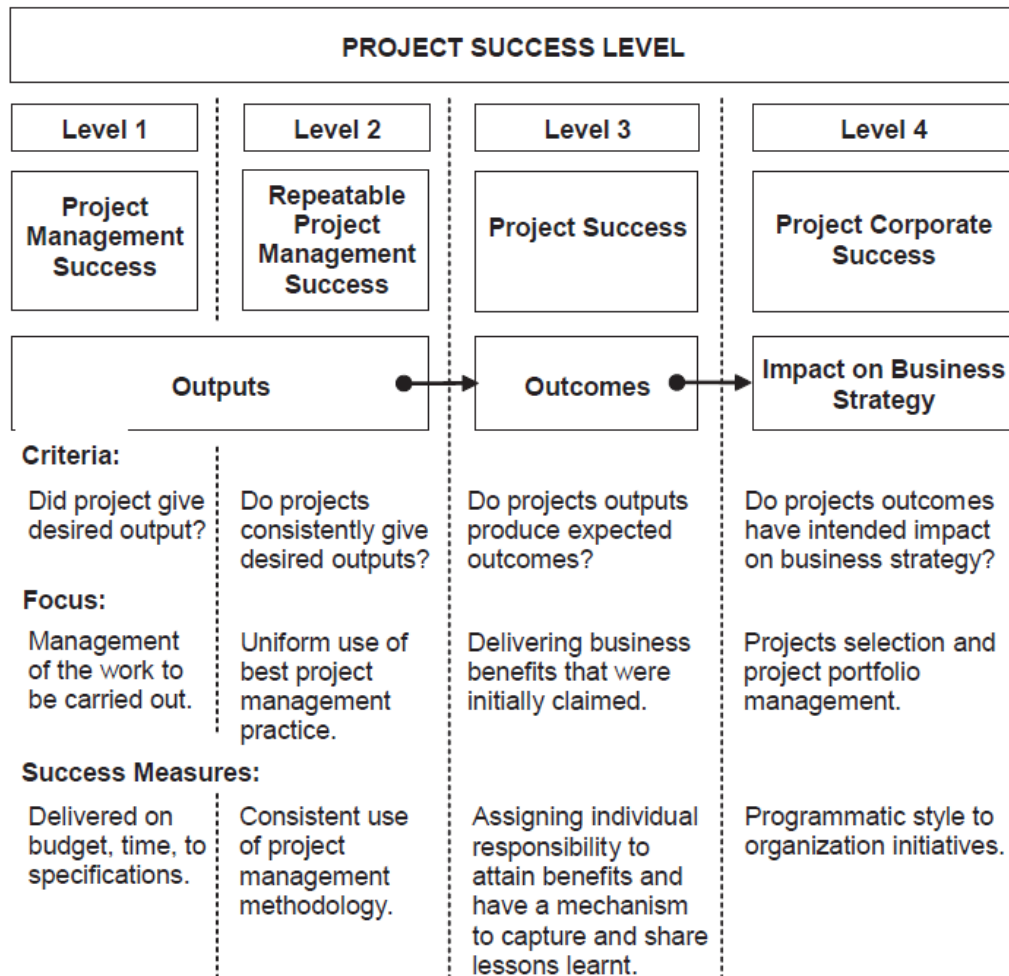 PROJECT SUCCESS LEVEL
Level 1
Level 2
Level 3
Level 4
Project
Management
Success
Repeatable
Project
Management
Success
Project Success
Project Corporate
Success
Outputs
Outcomes
Impact on Business
Strategy
Criteria:
Did project give
desired output?
Do projects
consistently give
desired outputs?
Do projects outputs
produce expected
outcomes?
Do projects outcomes
have intended impact
on business strategy?
Focus:
Management
of the work to
be carried out.
Uniform use of
best project
management
practice.
Delivering business
benefits that were
initially claimed.
Projects selection and
project portfolio
management.
Success Measures:
Delivered on
budget, time, to
specifications.
Consistent use
of project
management
methodology.
Assigning individual
responsibility to
attain benefits and
have a mechanism
to capture and share
lessons learnt.
Programmatic style to
organization initiatives.